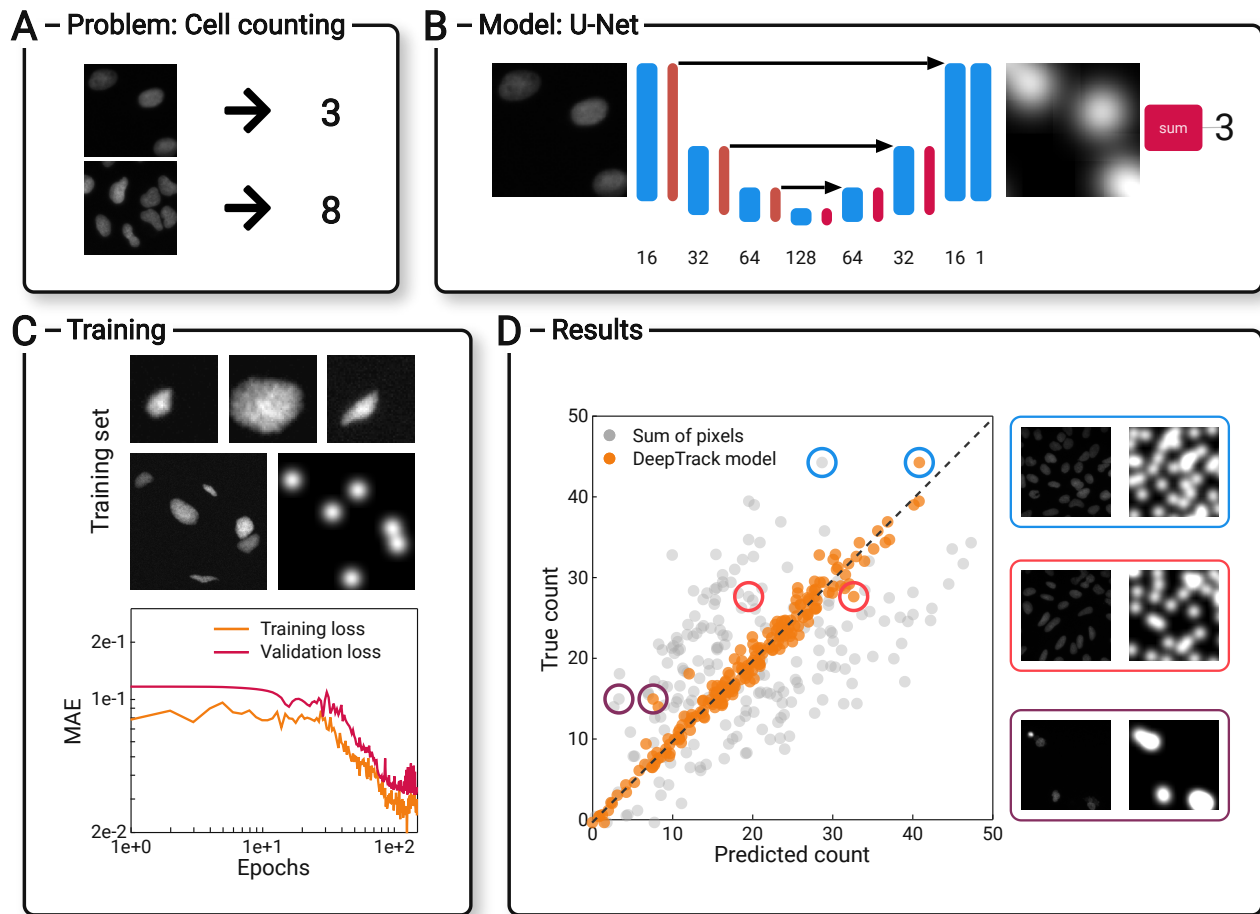 A
Problem: Cell counting
3
8
B
Model: U-Net
sum
3
16 32 64 128 64 32 16 1
C
Training
Training set
Training loss
Validation loss
MAE
2e-1
1e-1
2e-2
1e+0 1e+1 1e+2
Epochs
D
Results
Sum of pixels
DeepTrack model
True count
50
40
30
20
10
0
0 10 20 30 40 50
Predicted count